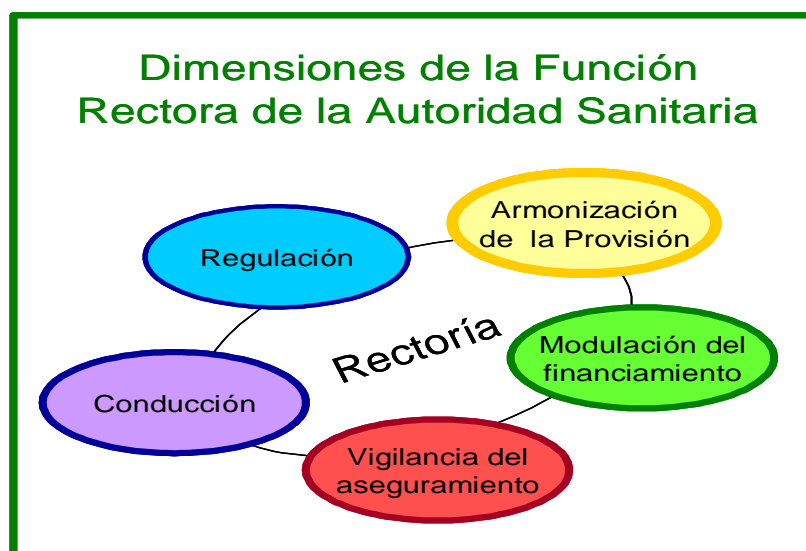 Dimensiones de la Función
Rectora de la Autoridad Sanitaria
Armonización
de la Provisión
Regulación
Rectoría
Modulación del
financiamiento
Conducción
Vigilancia del
aseguramiento